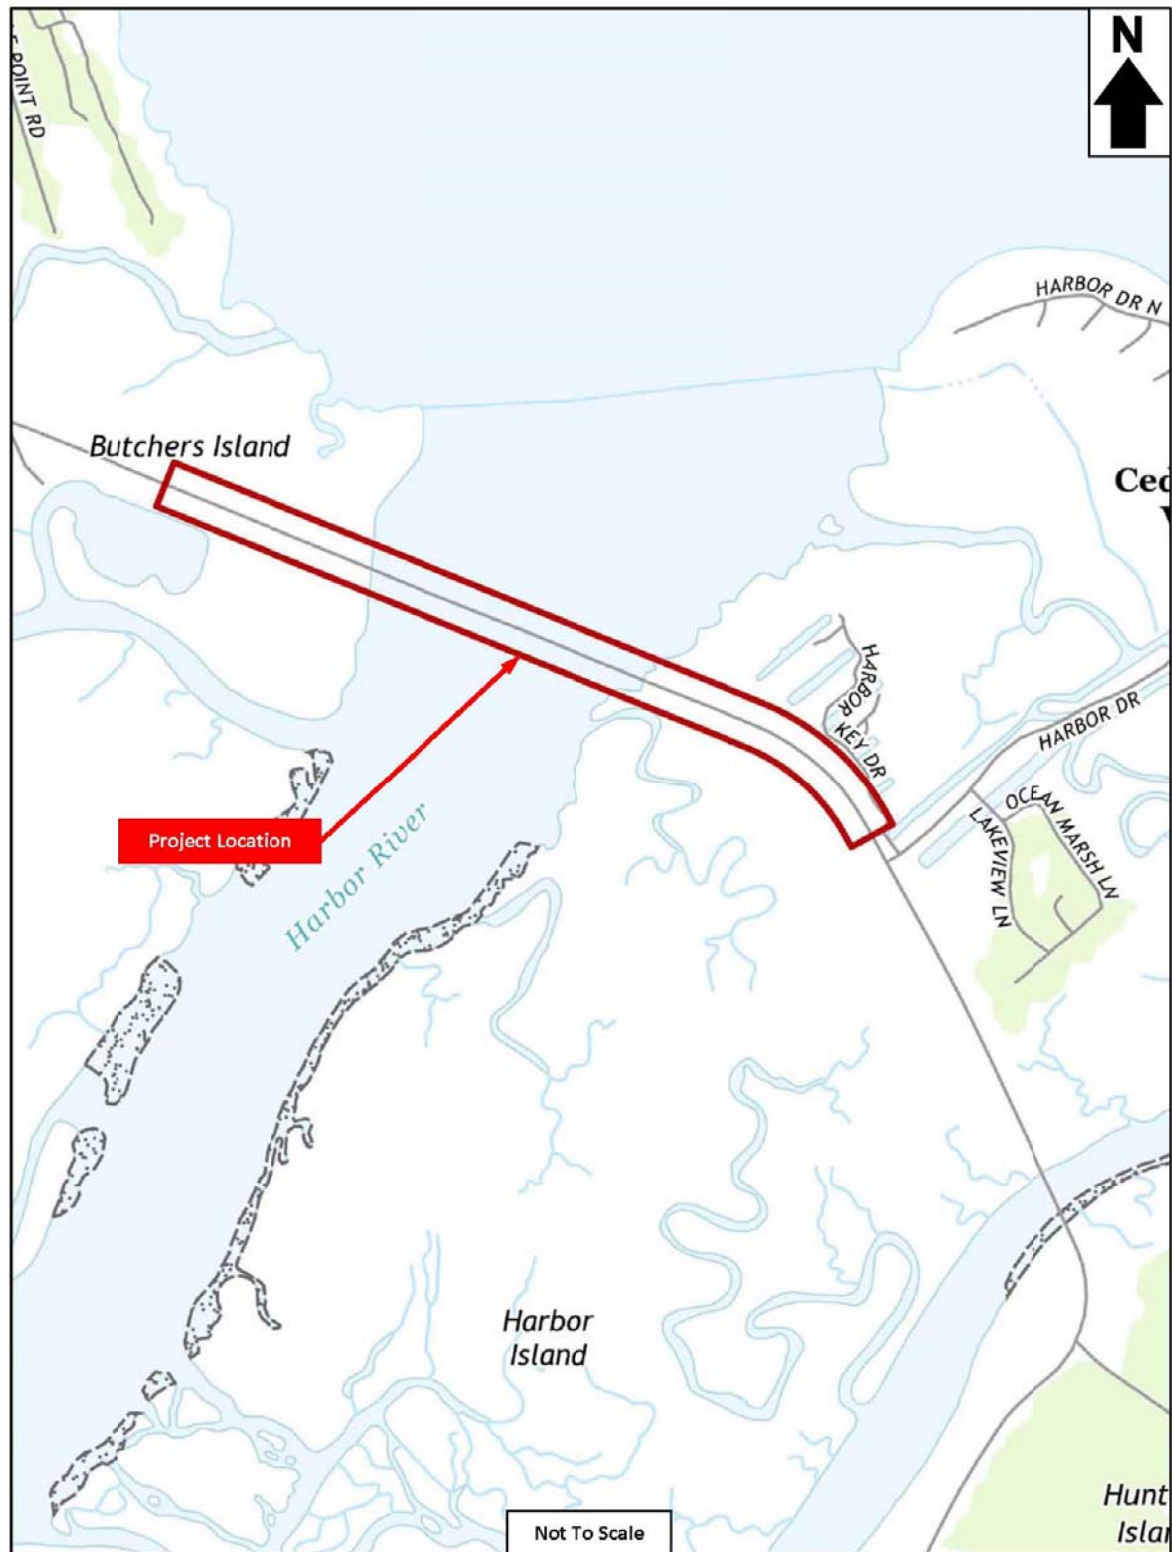 N
E POINT RD
HARBOR DR N
Butchers Island
Ced
HARBOR
KEY DR
HARBOR DR
Project Location
OCEAN MARSH LN
LAKEVIEW LN
Harbor River
Harbor
Island
Hunt
Islar
Not To Scale